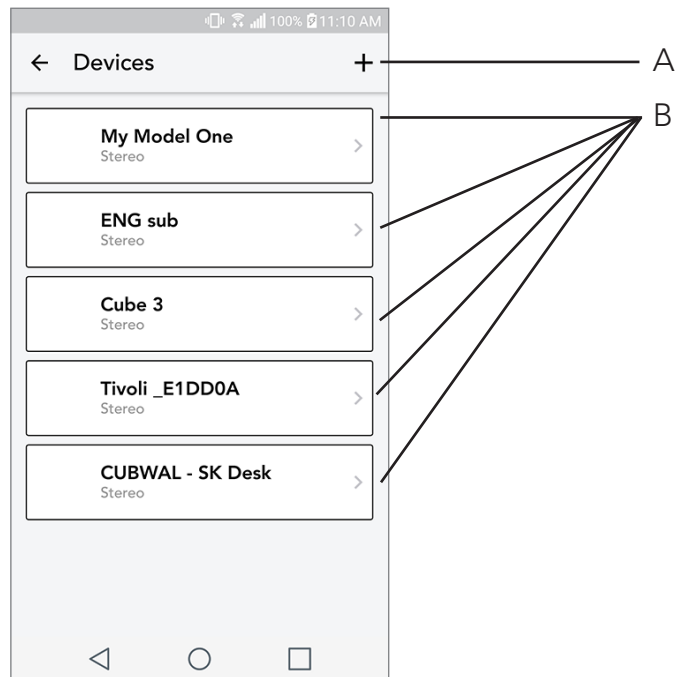 100% 11:10 AM
Devices
A
B
My Model One
Stereo
ENG sub
Stereo
Cube 3
Stereo
Tivoli _E1DD0A
Stereo
CUBWAL - SK Desk
Stereo